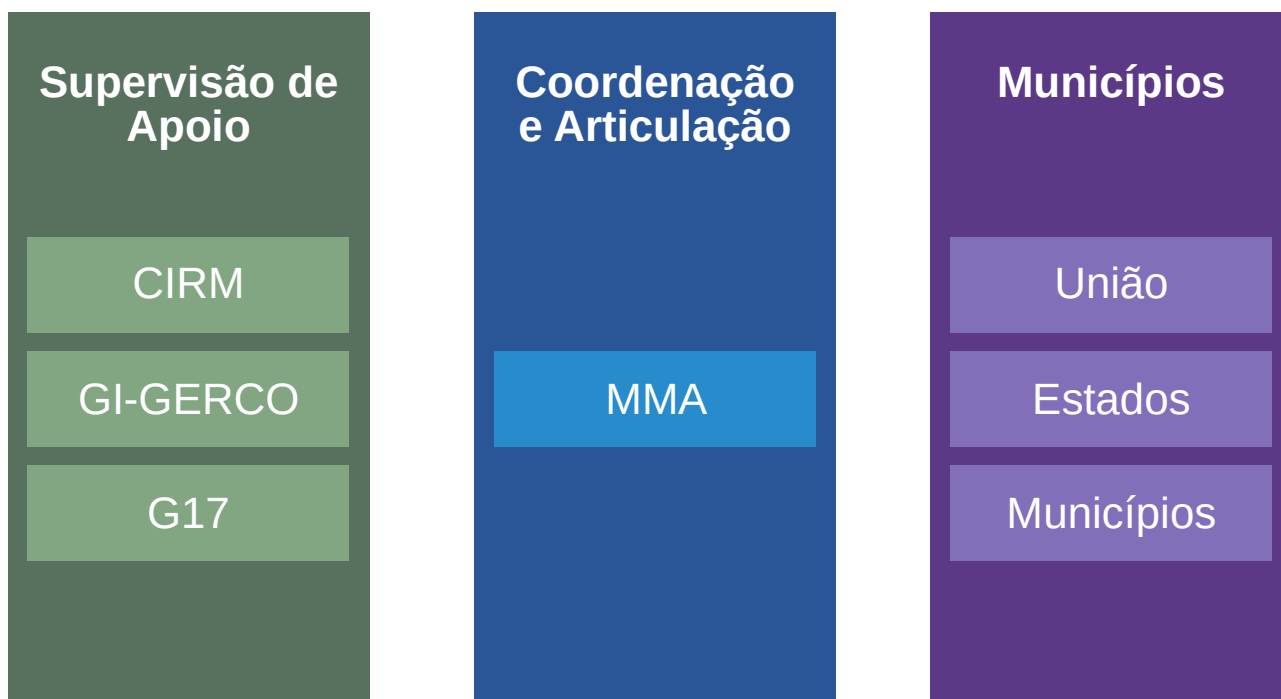 Supervisão de
Apoio
CIRM
GI-GERCO
G17
Coordenação
e Articulação
MMA
Municípios
União
Estados
Municípios